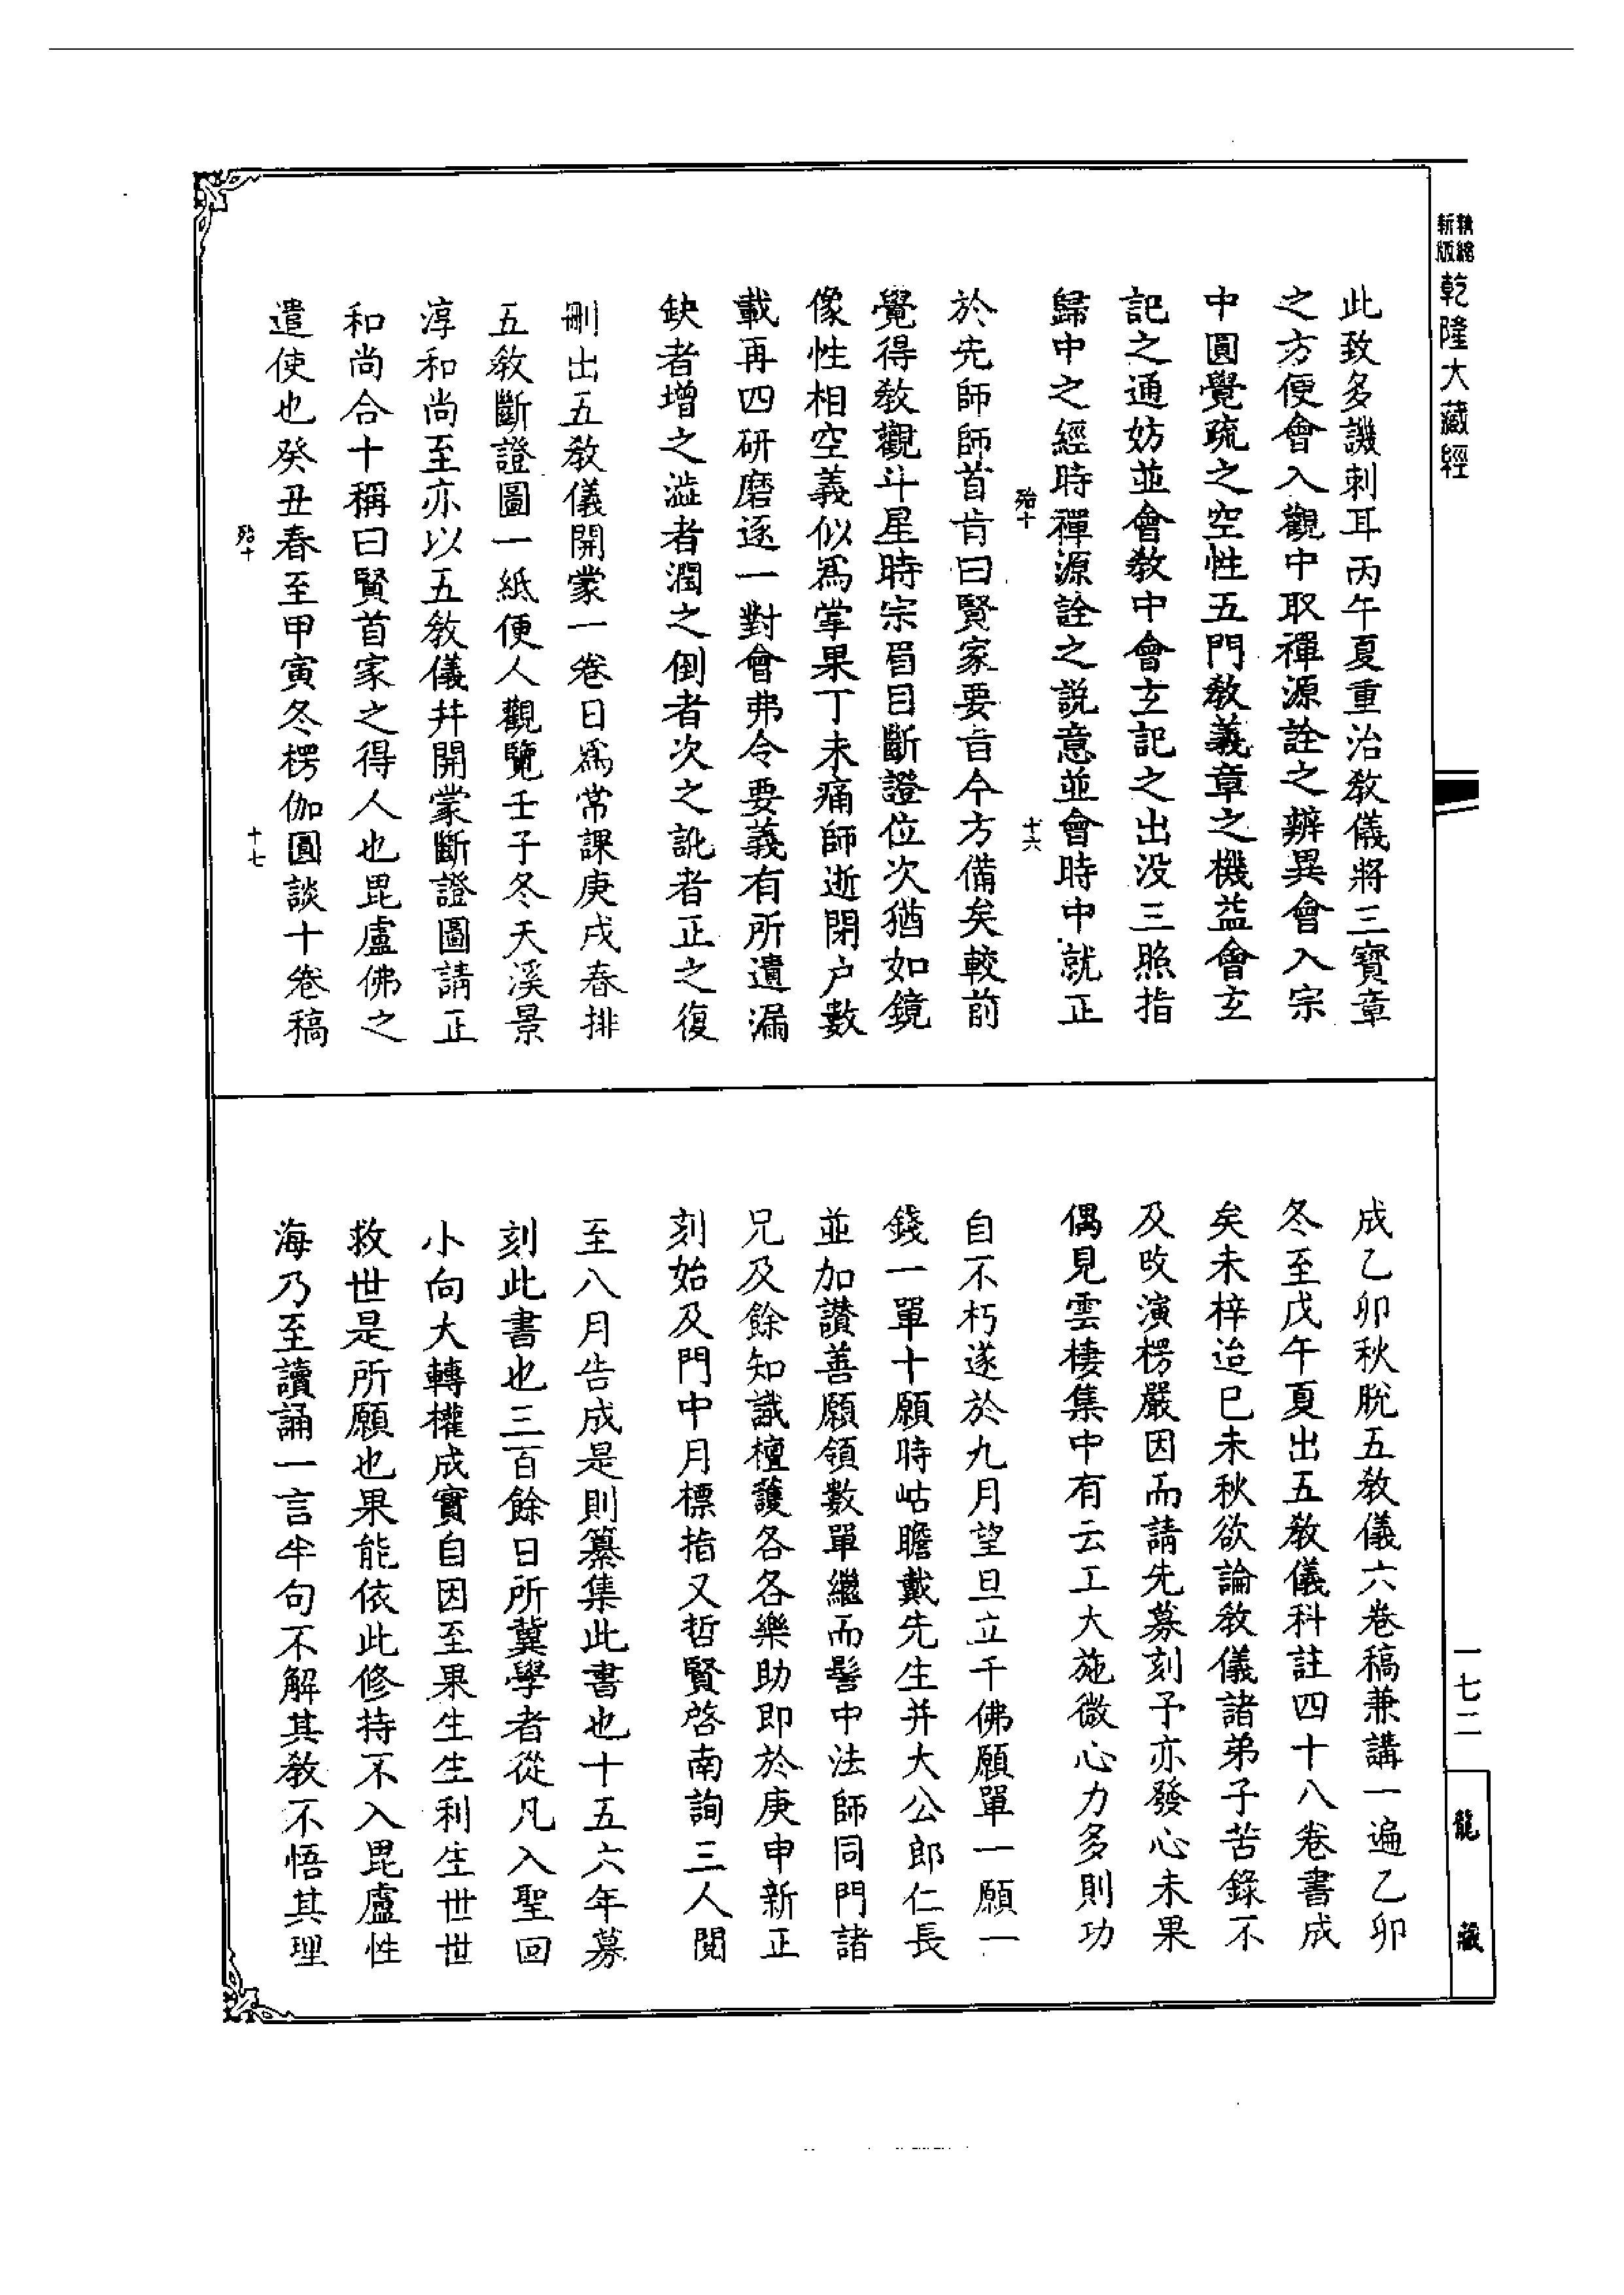 精縮新版 乾隆大藏經
此致多譏刺耳丙午夏重治教儀將三寶章
之方便會入觀中取禪源詮之辨異會入宗
中圓覺疏之空性五門教義章之機益會玄
記之通妨並會教中會玄記之出没三照指
歸中之經時禪源詮之説意並會時中就正
殆十 十六
於先師師首肯曰賢家要旨今方備矣較前
覺得教觀斗星時宗眉目斷證位次猶如鏡
像性相空義似爲掌果丁未痛師逝閉户數
載再四研磨逐一對會弗令要義有所遺漏
缺者增之澁者潤之倒者次之訛者正之復
刪出五教儀開蒙一卷日爲常課庚戌春排
五教斷證圖一紙便人觀覽壬子冬天溪景
淳和尚至亦以五教儀幷開蒙斷證圖請正
和尚合十稱曰賢首家之得人也毘盧佛之
遣使也癸丑春至甲寅冬楞伽圓談十卷稿
殆十 十七
成乙卯秋脫五教儀六卷稿兼講一遍乙卯
冬至戊午夏出五教儀科註四十八卷書成
矣未梓迨已未秋欲論教儀諸弟子苦錄不
及改演楞嚴因而請先募刻予亦發心未果
偶見雲棲集中有云工大施微心力多則功
自不朽遂於九月望旦立千佛願單一願一
錢一單十願時岵瞻戴先生并大公郎仁長
並加讚善願領數單繼而髻中法師同門諸
兄及餘知識檀護各各樂助即於庚申新正
刻始及門中月標指又哲賢啓南詢三人閲
至八月告成是則纂集此書也十五六年募
刻此書也三百餘日所冀學者從凡入聖回
小向大轉權成實自因至果生生利生世世
救世是所願也果能依此修持不入毘盧性
海乃至讀誦一言半句不解其教不悟其理
一七二
龍藏